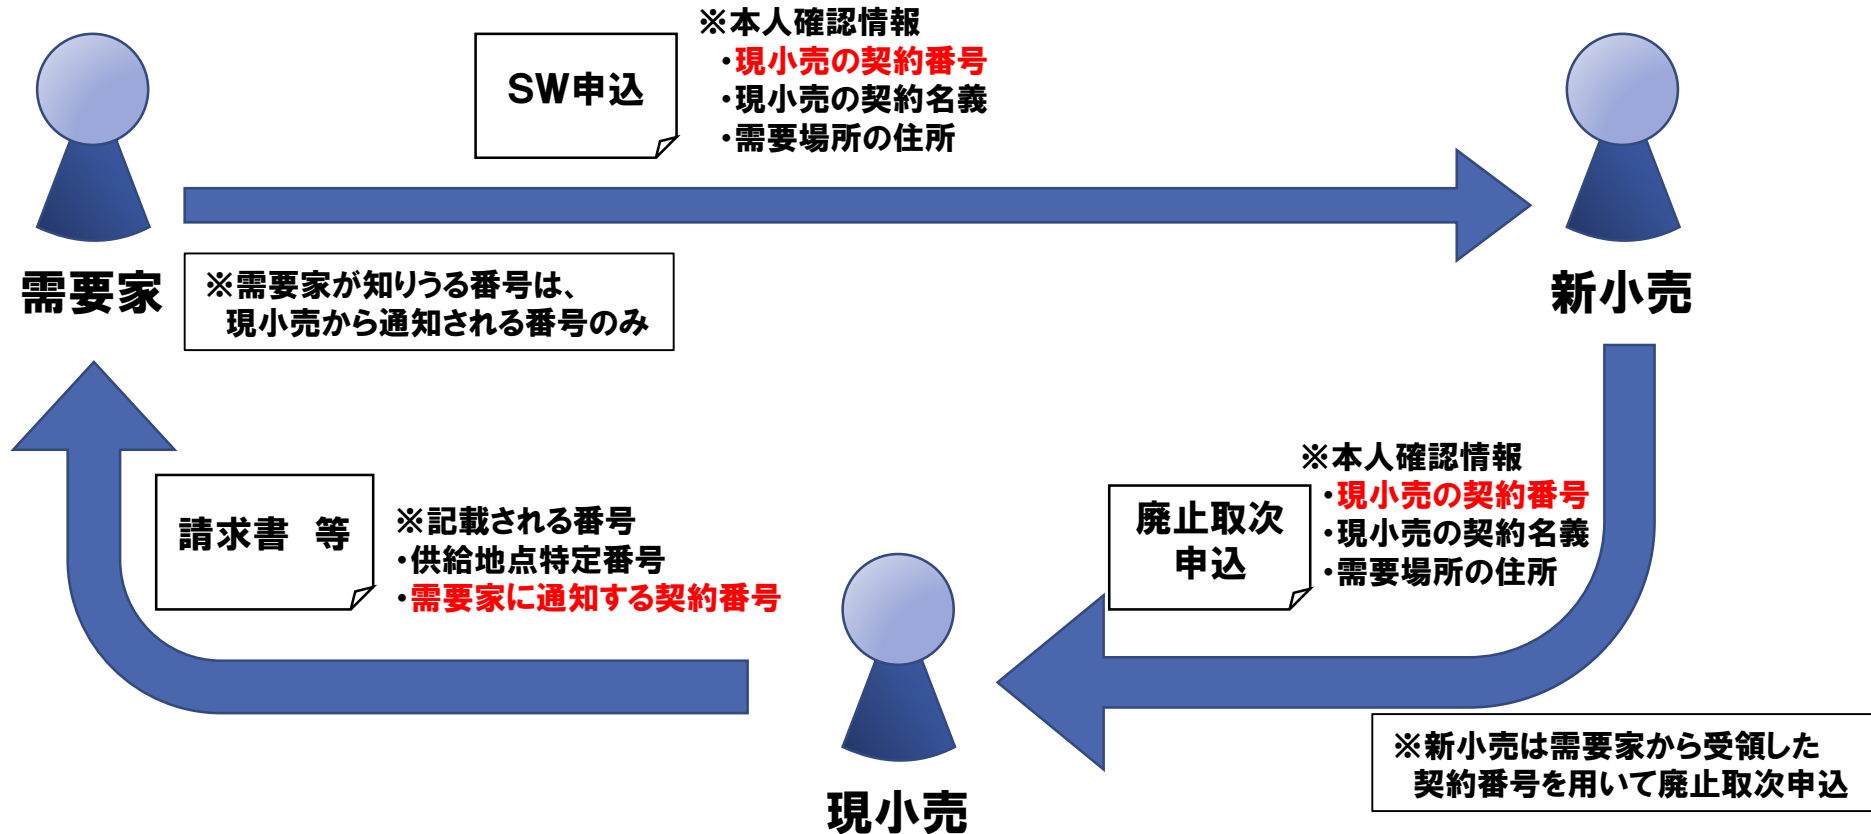 SW申込
※本人確認情報
・現小売の契約番号
・現小売の契約名義
・需要場所の住所
需要家
※需要家が知りうる番号は、
現小売から通知される番号のみ
新小売
請求書 等
※記載される番号
・供給地点特定番号
・需要家に通知する契約番号
廃止取次
申込
※本人確認情報
・現小売の契約番号
・現小売の契約名義
・需要場所の住所
※新小売は需要家から受領した
契約番号を用いて廃止取次申込
現小売